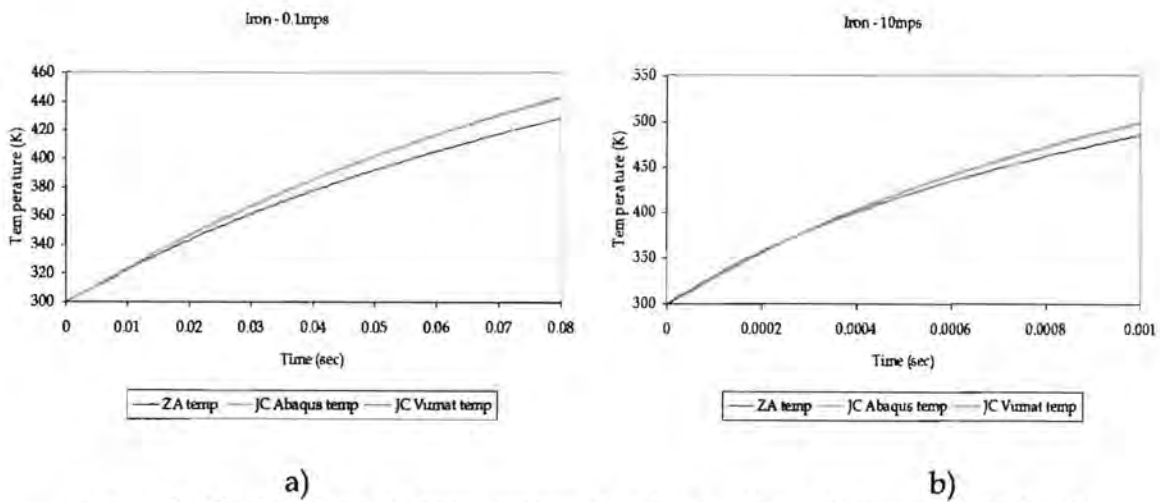 Iron - 0.1mps
Temperature (K)
460
440
420
400
380
360
340
320
300
0 0.01 0.02 0.03 0.04 0.05 0.06 0.07 0.08
Time (sec)
ZA temp JC Abaqus temp JC Vumat temp
a)
Iron - 10mps
Temperature (K)
550
500
450
400
350
300
0 0.0002 0.0004 0.0006 0.0008 0.001
Time (sec)
ZA temp JC Abaqus temp JC Vumat temp
b)